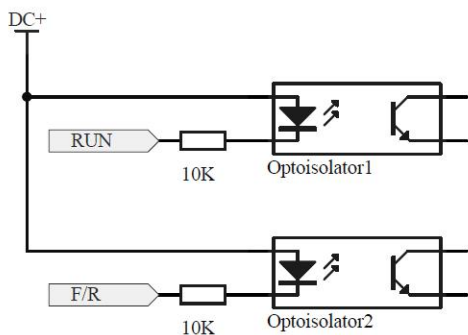 DC+
RUN
10K
Optoisolator1
F/R
10K
Optoisolator2